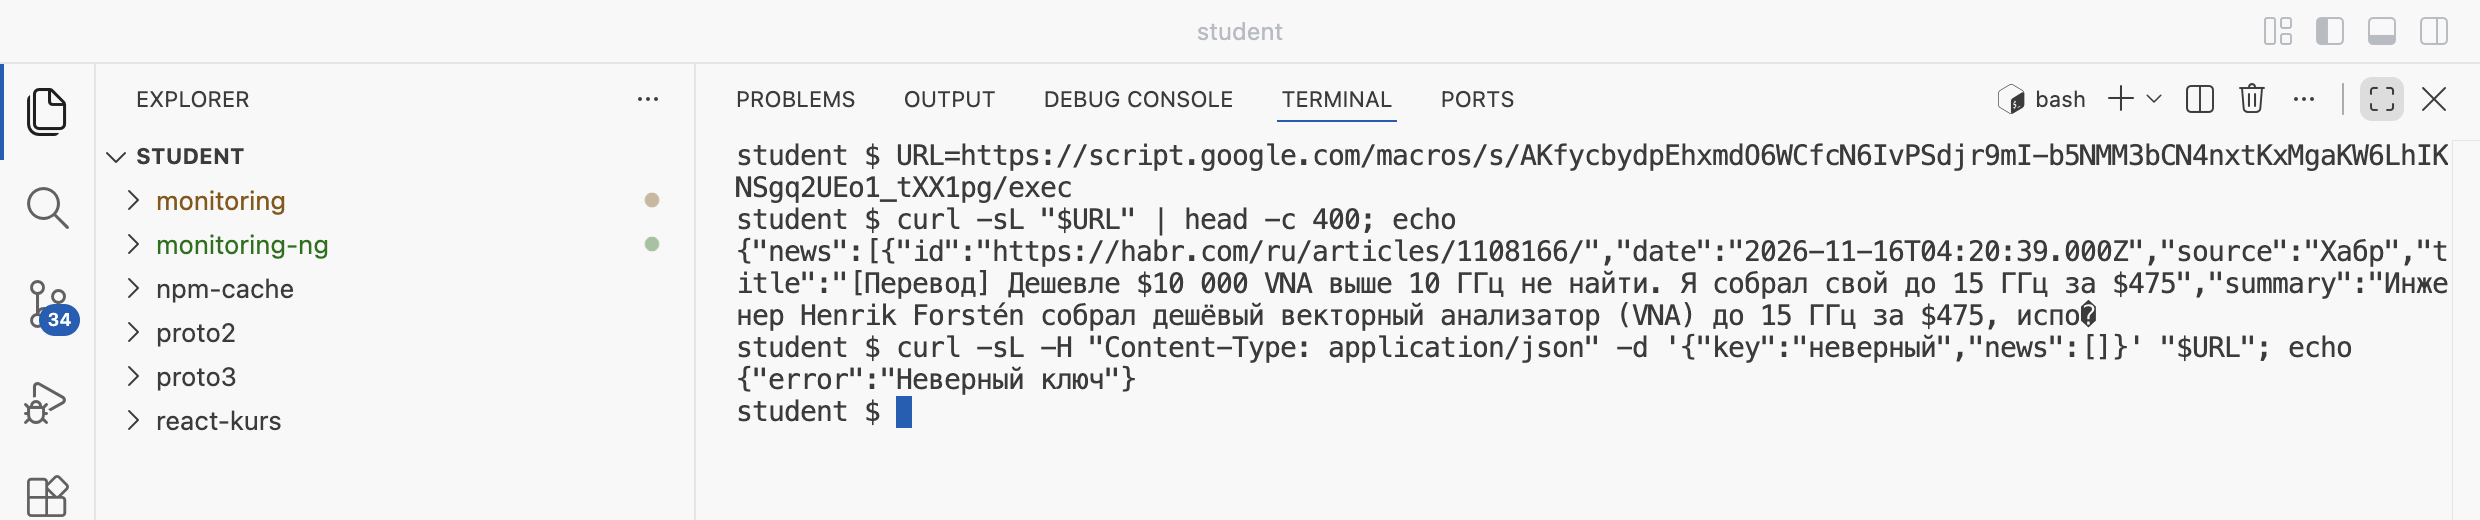 student
EXPLORER
STUDENT
monitoring
monitoring-ng
npm-cache
proto2
proto3
react-kurs
34
PROBLEMS OUTPUT DEBUG CONSOLE TERMINAL PORTS
bash
student $ URL=https://script.google.com/macros/s/AKfycbydpEhxmdO6WCfcN6IvPSdjr9mI-b5NMM3bCN4nxtKxMgaKW6LhIK
NSgq2UEo1_tXX1pg/exec
student $ curl -sL "$URL" | head -c 400; echo
{"news":[{"id":"https://habr.com/ru/articles/1108166/","date":"2026-11-16T04:20:39.000Z","source":"Хабр","t
itle":"[Перевод] Дешевле $10 000 VNA выше 10 ГГц не найти. Я собрал свой до 15 ГГц за $475","summary":"Инже
нер Henrik Forstén собрал дешёвый векторный анализатор (VNA) до 15 ГГц за $475, испо�
student $ curl -sL -H "Content-Type: application/json" -d '{"key":"неверный","news":[]}' "$URL"; echo
{"error":"Неверный ключ"}
student $